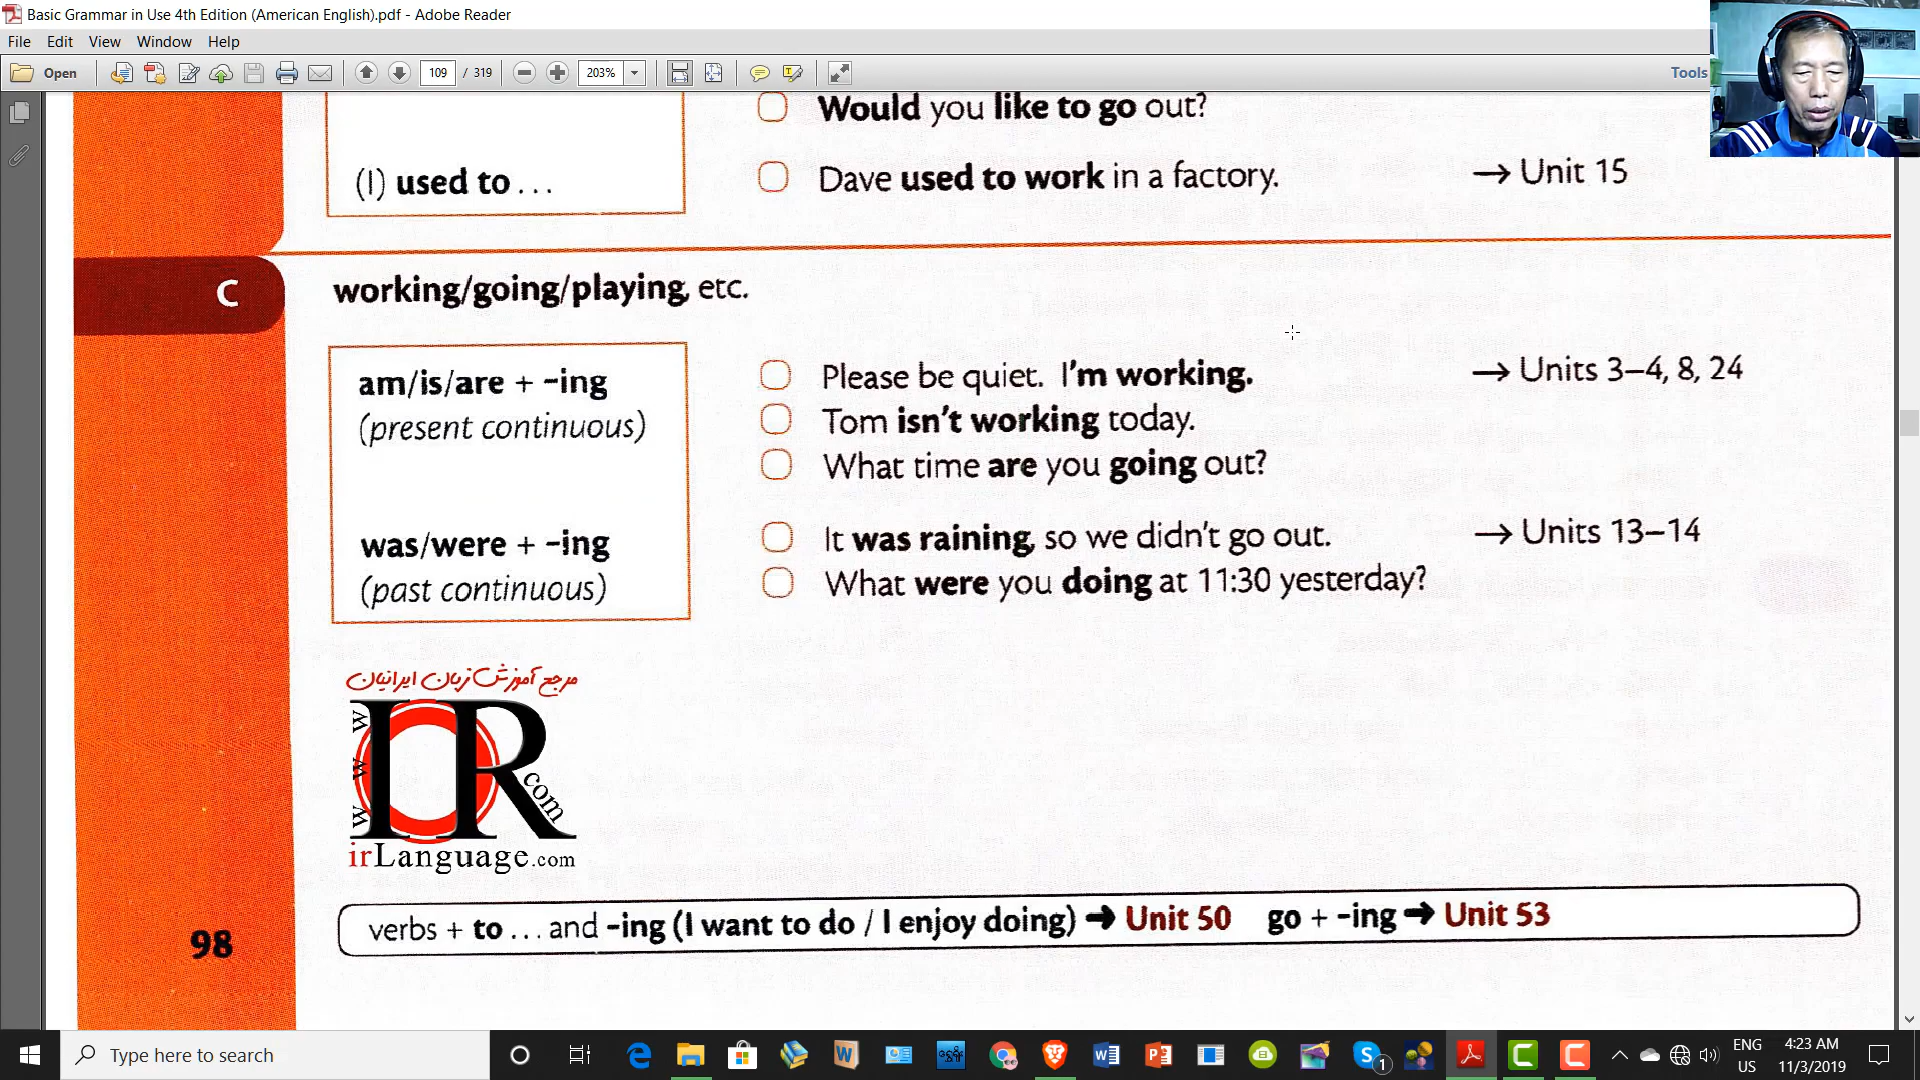 Basic Grammar in Use 4th Edition (American English).pdf - Adobe Reader
File Edit View Window Help
Open 109 / 319 203% Tools
Would you like to go out?
(I) used to ... Dave used to work in a factory. → Unit 15
C working/going/playing, etc.
am/is/are + -ing Please be quiet. I'm working. → Units 3–4, 8, 24
(present continuous) Tom isn't working today.
What time are you going out?
was/were + -ing It was raining, so we didn't go out. → Units 13–14
(past continuous) What were you doing at 11:30 yesterday?
مرجع آموزش زبان ایرانیان
www.IR.com
irLanguage.com
98 verbs + to ... and -ing (I want to do / I enjoy doing) → Unit 50 go + -ing → Unit 53
Type here to search
1
ENG 4:23 AM
US 11/3/2019